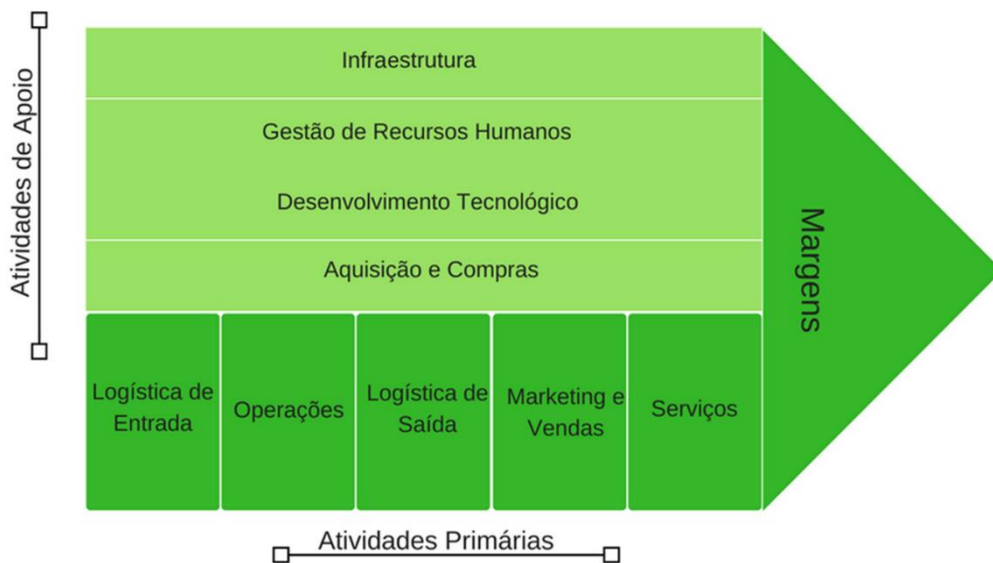 Atividades de Apoio
Infraestrutura
Gestão de Recursos Humanos
Desenvolvimento Tecnológico
Aquisição e Compras
Logística de
Entrada
Operações
Logística de
Saída
Marketing e
Vendas
Serviços
Margens
Atividades Primárias